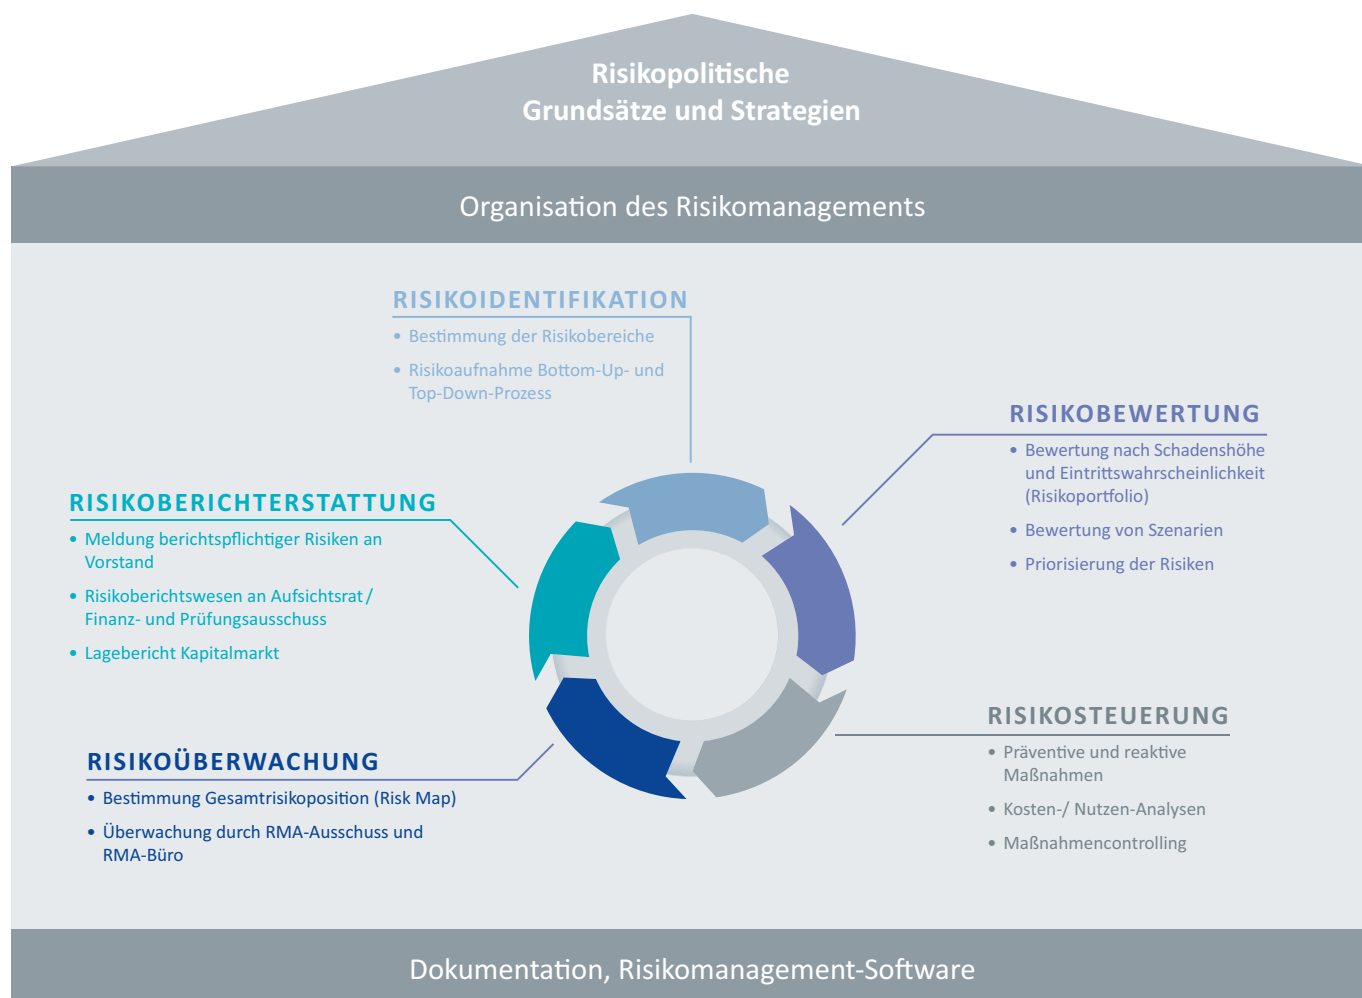 Risikopolitische
Grundsätze und Strategien
Organisation des Risikomanagements
RISIKOIDENTIFIKATION
• Bestimmung der Risikobereiche
• Risikoaufnahme Bottom-Up- und
Top-Down-Prozess
RISIKOBEWERTUNG
• Bewertung nach Schadenshöhe
und Eintrittswahrscheinlichkeit
(Risikoportfolio)
• Bewertung von Szenarien
• Priorisierung der Risiken
RISIKOSTEUERUNG
• Präventive und reaktive
Maßnahmen
• Kosten-/ Nutzen-Analysen
• Maßnahmencontrolling
RISIKOÜBERWACHUNG
• Bestimmung Gesamtrisikoposition (Risk Map)
• Überwachung durch RMA-Ausschuss und
RMA-Büro
RISIKOBERICHTERSTATTUNG
• Meldung berichtspflichtiger Risiken an
Vorstand
• Risikoberichtswesen an Aufsichtsrat /
Finanz- und Prüfungsausschuss
• Lagebericht Kapitalmarkt
Dokumentation, Risikomanagement-Software